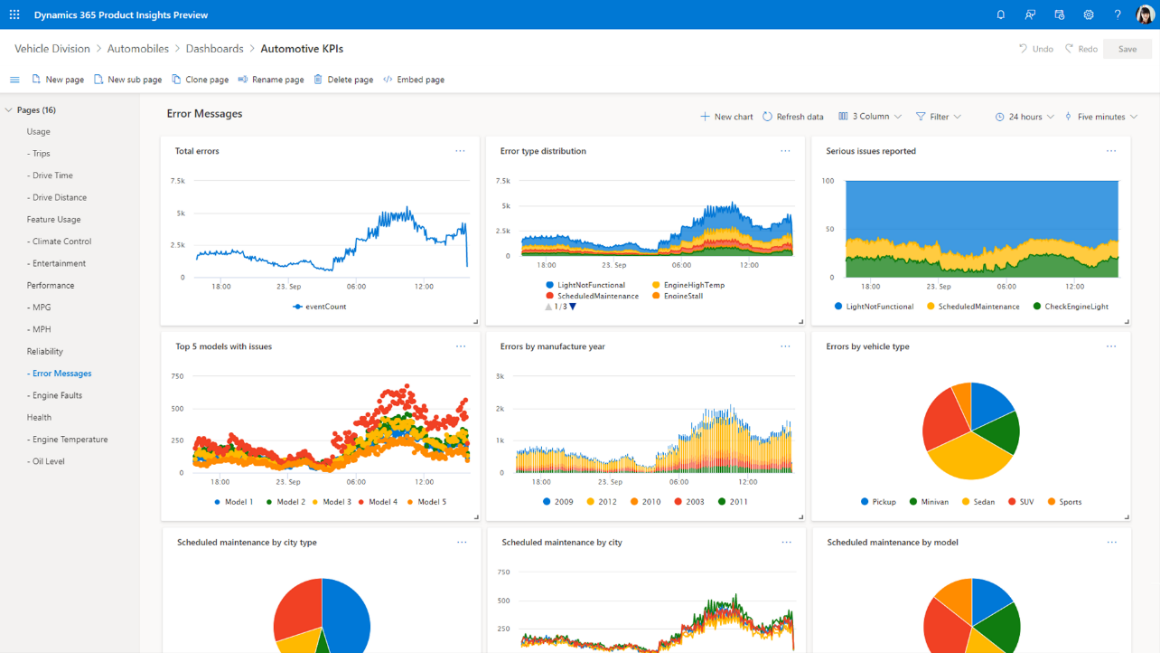 Dynamics 365 Product Insights Preview
?
Vehicle Division > Automobiles > Dashboards > Automotive KPIs
Undo Redo Save
New page New sub page Clone page Rename page Delete page Embed page
Pages (16)
Usage
- Trips
- Drive Time
- Drive Distance
Feature Usage
- Climate Control
- Entertainment
Performance
- MPG
- MPH
Reliability
- Error Messages
- Engine Faults
Health
- Engine Temperature
- Oil Level
Error Messages
New chart Refresh data 3 Column Filter 24 hours Five minutes
Total errors
7.5k
5k
2.5k
0
18:00 23. Sep 06:00 12:00
eventCount
Error type distribution
7.5k
5k
2.5k
0
18:00 23. Sep 06:00 12:00
LightNotFunctional EngineHighTemp
ScheduledMaintenance EngineStall
1/3
Serious issues reported
100
50
0
18:00 23. Sep 06:00 12:00
LightNotFunctional ScheduledMaintenance CheckEngineLight
Top 5 models with issues
750
500
250
0
18:00 23. Sep 06:00 12:00
Model 1 Model 2 Model 3 Model 4 Model 5
Errors by manufacture year
2k
1k
0
18:00 23. Sep 06:00 12:00
2009 2012 2010 2003 2011
Errors by vehicle type
Pickup Minivan Sedan SUV Sports
Scheduled maintenance by city type
Scheduled maintenance by city
750
500
250
Scheduled maintenance by model